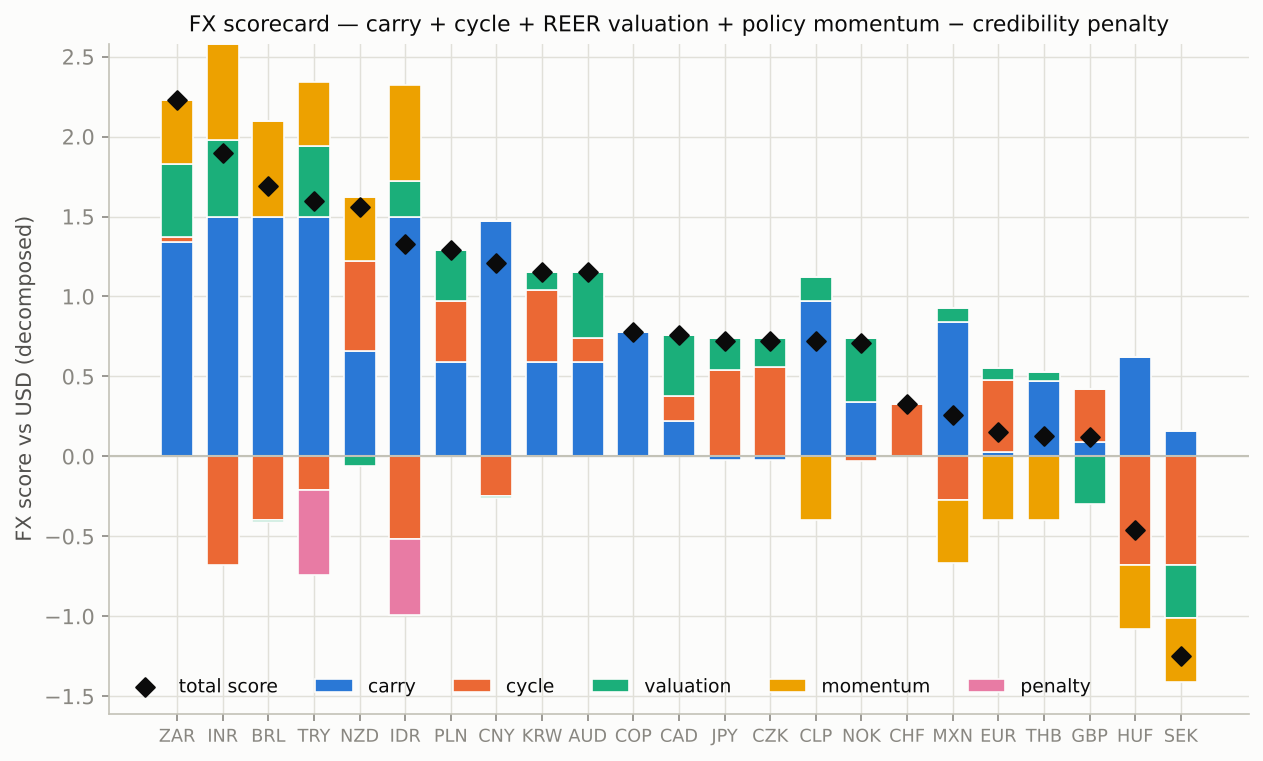 FX scorecard — carry + cycle + REER valuation + policy momentum − credibility penalty
FX score vs USD (decomposed)
2.5
2.0
1.5
1.0
0.5
0.0
−0.5
−1.0
−1.5
total score carry cycle valuation momentum penalty
ZAR INR BRL TRY NZD IDR PLN CNY KRW AUD COP CAD JPY CZK CLP NOK CHF MXN EUR THB GBP HUF SEK